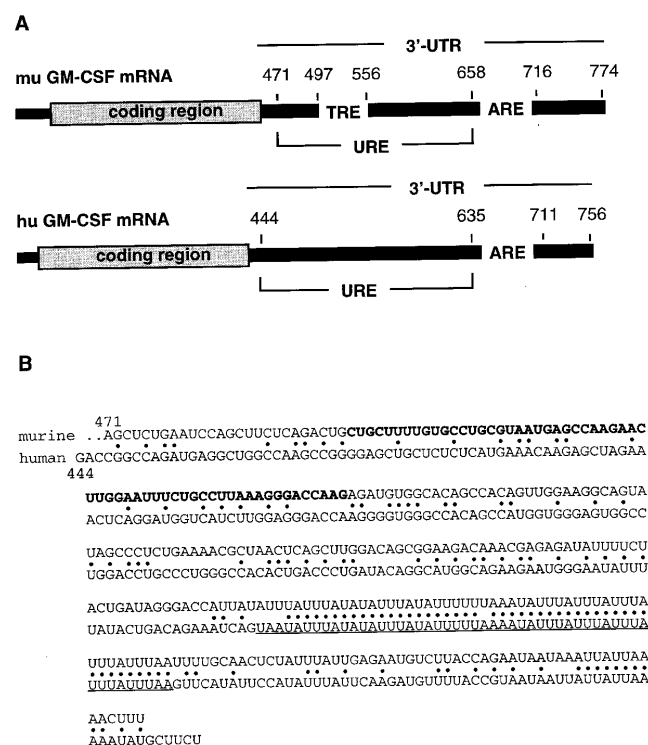 A
3'-UTR
mu GM-CSF mRNA
471 497 556 658 716 774
coding region TRE ARE
URE
3'-UTR
hu GM-CSF mRNA
444 635 711 756
coding region ARE
URE
B
471
murine ..AGCUCUGAAUCCAGCUUCUCAGACUGCUGCUUUUGUGCCUGCGUAAUGAGCCAAGAAC
human GACCGGCCAGAUGAGGCUGGCCAAGCCGGGGAGCUGCUCUCUCAUGAAACAAGAGCUAGAA
444
UUGGAAUUUCUGCCUUAAAGGGACCAAGAGAUGUGGCACAGCCACAGUUGGAAGGCAGUA
ACUCAGGAUGGUCAUCUUGGAGGGACCAAGGGGUGGGCCACAGCCAUGGUGGGAGUGGCC
UAGCCCUCUGAAAACGCUAACUCAGCUUGGACAGCGGAAGACAAACGAGAGAUAUUUUCU
UGGACCUGCCCUGGGCCACACUGACCCUGAUACAGGCAUGGCAGAAGAAUGGGAAUAUUU
ACUGAUAGGGACCAUUAUAUUUAUUUAUAUAUUUAUAUUUUUUAAAUAUUUAUUUAUUUA
UAUACUGACAGAAAUCAGUAAUAUUUAUAUAUUUAUAUUUUUAAAAUAUUUAUUUAUUUA
UUUAUUUAAUUUUGCAACUCUAUUUAUUGAGAAUGUCUUACCAGAAUAAUAAAUUAUUAA
UUUAUUUAAGUUCAUAUUCCAUAUUUAUUCAAGAUGUUUUACCGUAAUAAUUAUUAUUAA
AACUUU
AAAUAUGCUUCU